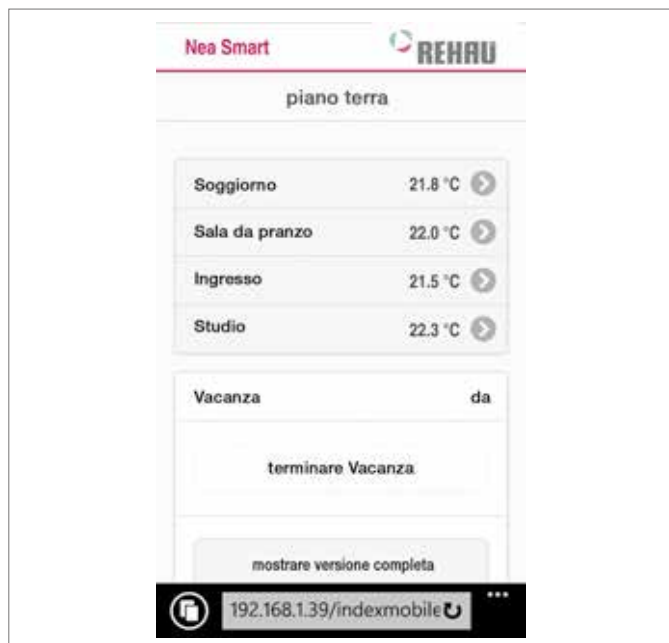 Nea Smart REHAU
piano terra
Soggiorno 21.8 °C
Sala da pranzo 22.0 °C
Ingresso 21.5 °C
Studio 22.3 °C
Vacanza da
terminare Vacanza
mostrare versione completa
192.168.1.39/indexmobile